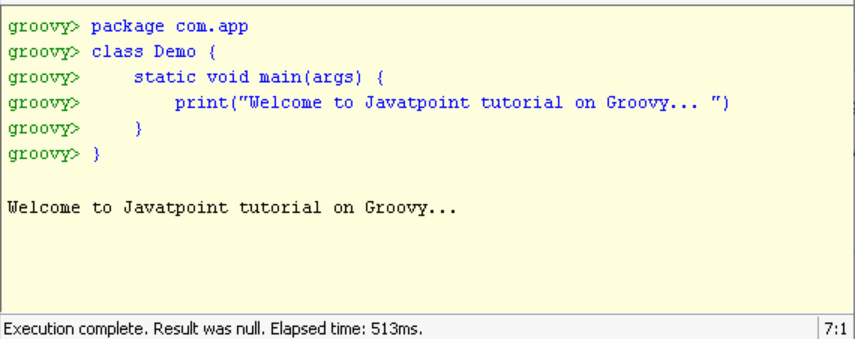 groovy> package com.app
groovy> class Demo {
groovy>     static void main(args) {
groovy>         print("Welcome to Javatpoint tutorial on Groovy... ")
groovy>     }
groovy> }
Welcome to Javatpoint tutorial on Groovy...
Execution complete. Result was null. Elapsed time: 513ms. 7:1